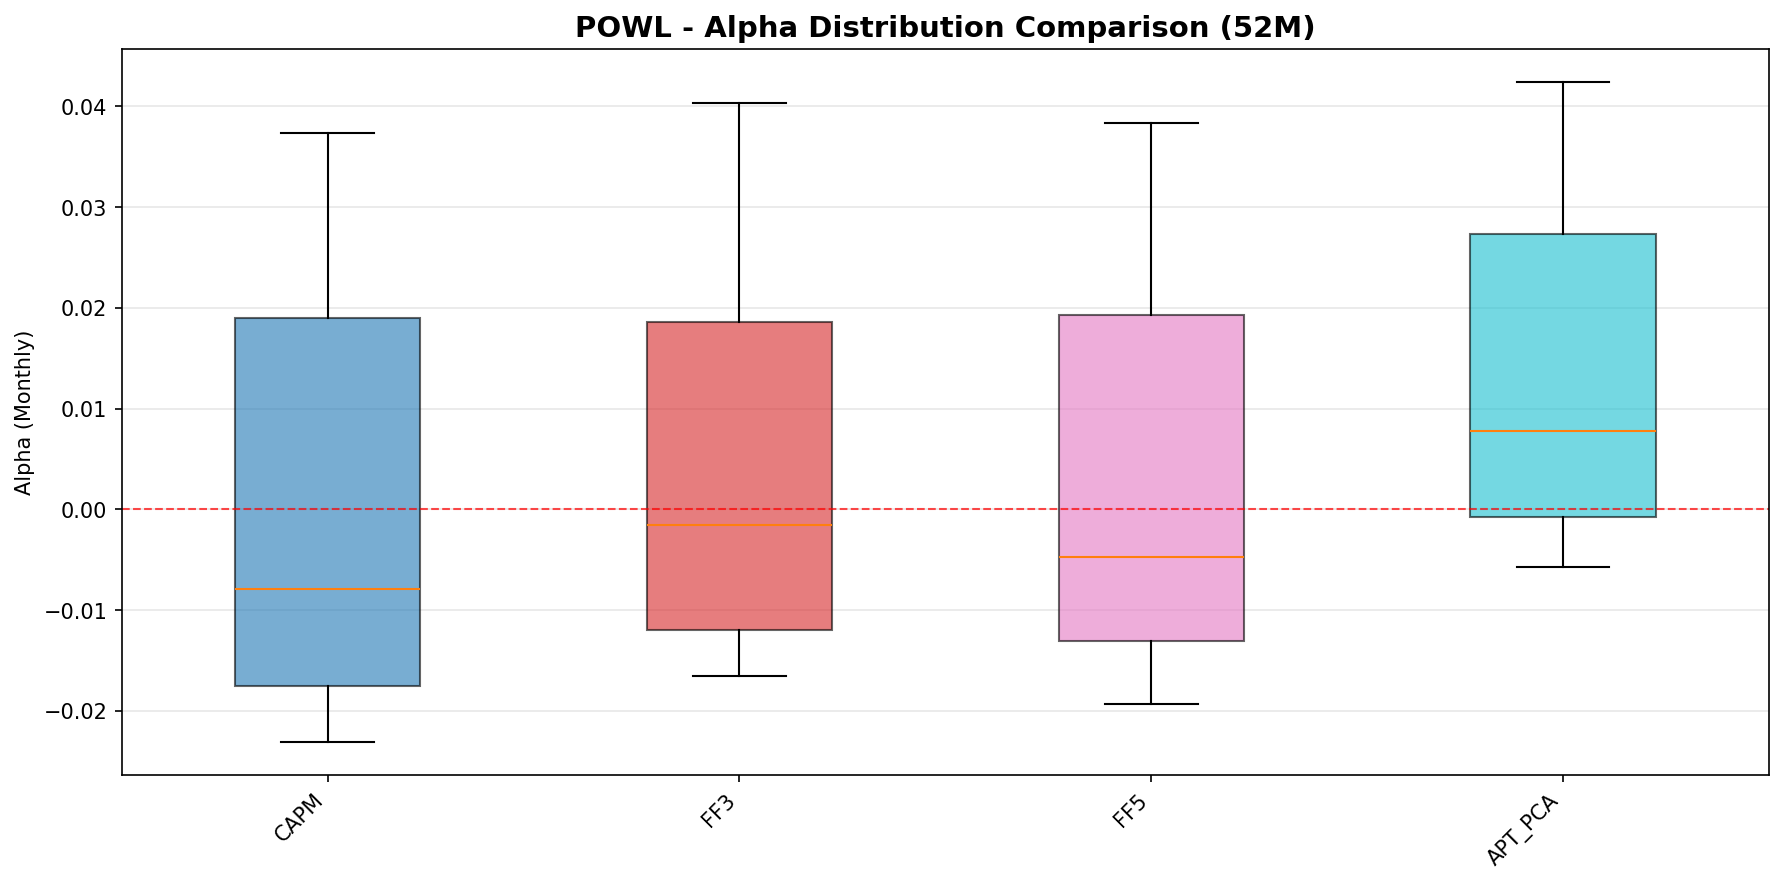 POWL - Alpha Distribution Comparison (52M)
Alpha (Monthly)
0.04
0.03
0.02
0.01
0.00
−0.01
−0.02
CAPM
FF3
FF5
APT_PCA